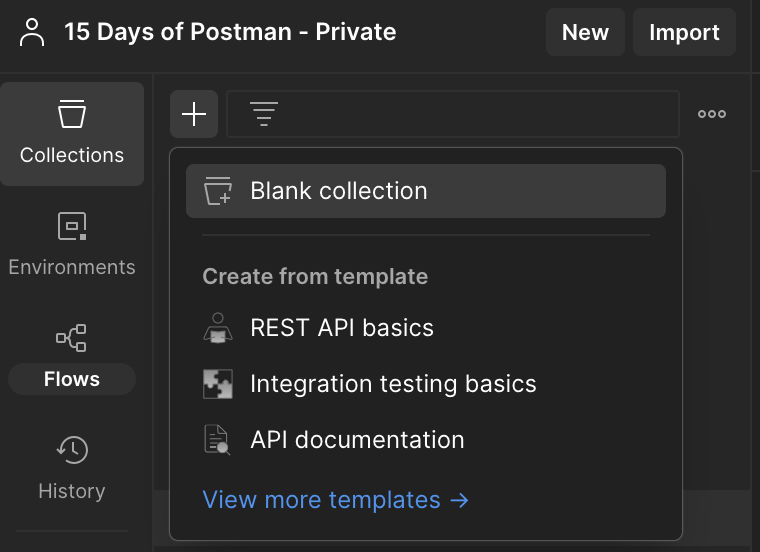 15 Days of Postman - Private
New
Import
Collections
Environments
Flows
History
Blank collection
Create from template
REST API basics
Integration testing basics
API documentation
View more templates →